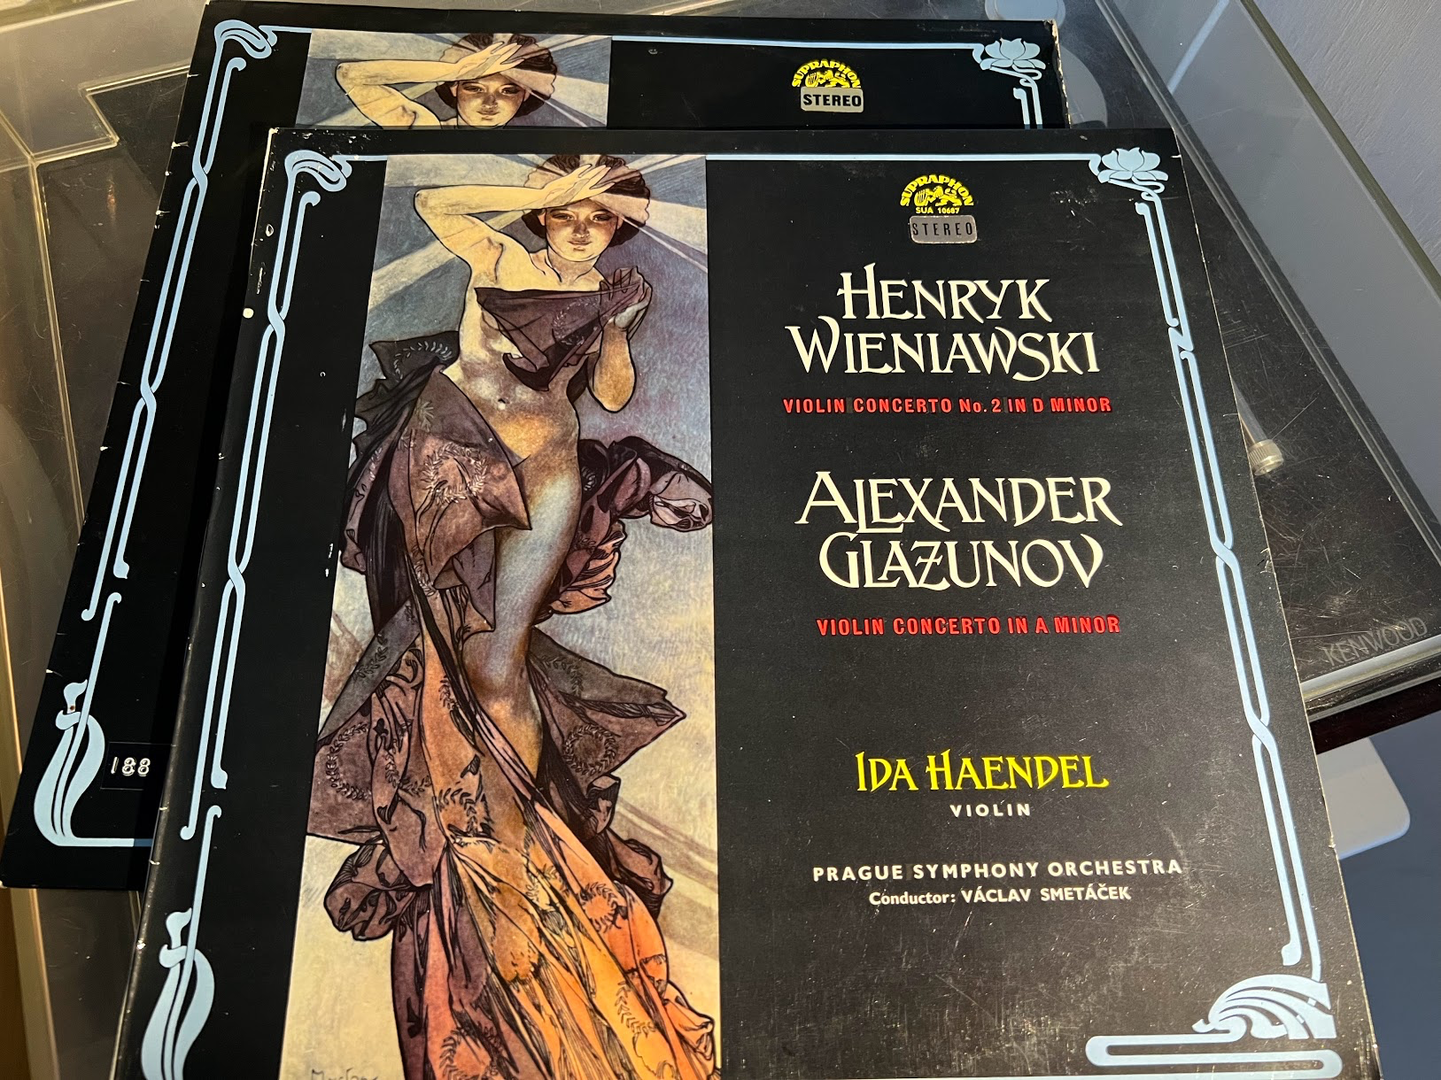 SUPRAPHON
STEREO
SUPRAPHON
SUA 10687
STEREO
HENRYK
WIENIAWSKI
VIOLIN CONCERTO No. 2 IN D MINOR
ALEXANDER
GLAZUNOV
VIOLIN CONCERTO IN A MINOR
IDA HAENDEL
VIOLIN
PRAGUE SYMPHONY ORCHESTRA
Conductor: VÁCLAV SMETÁČEK
188
KENWOOD